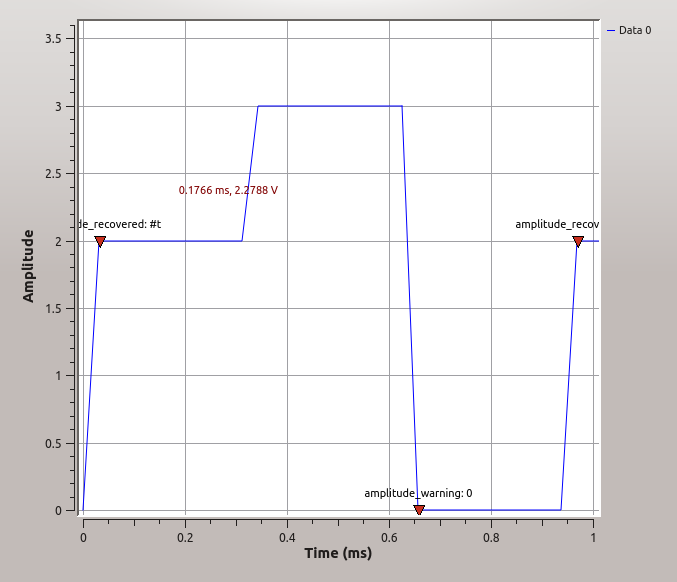 Data 0
3.5
3
2.5
2
1.5
1
0.5
0
Amplitude
0.1766 ms, 2.2788 V
de_recovered: #t
amplitude_recov
amplitude_warning: 0
0
0.2
0.4
0.6
0.8
1
Time (ms)